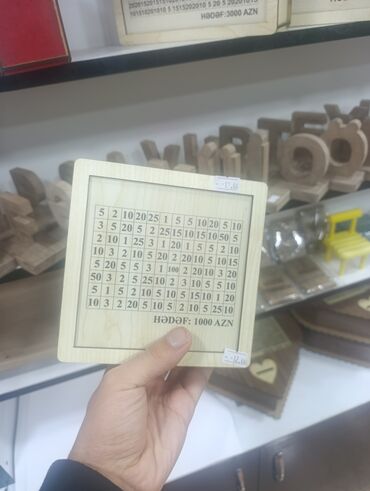 HƏDƏF: 3000 AZN
5 2 10 20 25 1 5 5 10 20 5 10
3 5 20 5 2 25 15 10 15 10 50 5
2 10 1 25 3 1 20 1 5 5 2 10
10 3 2 10 5 20 2 20 10 5 10 15
5 20 5 5 3 1 100 2 20 10 3 20
50 3 2 5 25 10 2 3 10 5 5 10
5 1 5 2 10 5 10 5 15 10 1 20
10 3 2 20 5 10 5 20 2 5 25 10
HƏDƏF: 1000 AZN